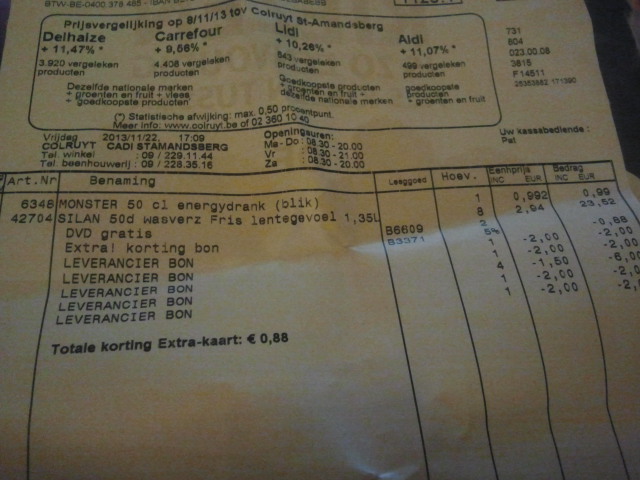 Prijsvergelijking op 8/11/13 tov Colruyt St-Amandsberg
Delhaize Carrefour Lidl Aldi
+ 11,47% * + 9,56% * + 10,26% * + 11,07% *
3.920 vergeleken producten 4.408 vergeleken producten 643 vergeleken producten 499 vergeleken producten
Dezelfde nationale merken
+ groenten en fruit + vlees
+ goedkoopste producten
Goedkoopste producten
+ groenten en fruit +
dezelfde nationale merken
goedkoopste producten
+ groenten en fruit
(*) Statistische afwijking: max. 0,50 procentpunt.
Meer info: www.colruyt.be of 02 360 10 40
731
804
023.00.08
3815
F14511
Uw kassabediende :
Pat
Vrijdag 2013/11/22, 17:09
COLRUYT CADI STAMANDSBERG
Tel winkel : 09 / 229.11.44
Tel beenhouwerij : 09 / 228.35.16
Openingsuren:
Ma - Do : 08.30 - 20.00
Vr : 08.30 - 21.00
Za : 08.30 - 20.00
Art.Nr Benaming Leeggoed Hoev. Eenhprijs INC EUR Bedrag INC EUR
6348 MONSTER 50 cl energydrank (blik) 1 0,992 0,99
42704 SILAN 50d wasverz Fris lentegevoel 1,35L 8 2,94 23,52
DVD gratis B6609 2
Extra! korting bon B3371 5% -0,88
LEVERANCIER BON 1 -2,00 -2,00
LEVERANCIER BON 1 -2,00 -2,00
LEVERANCIER BON 4 -1,50 -6,00
LEVERANCIER BON 1 -2,00 -2,00
LEVERANCIER BON 1 -2,00 -2,00
Totale korting Extra-kaart: € 0,88